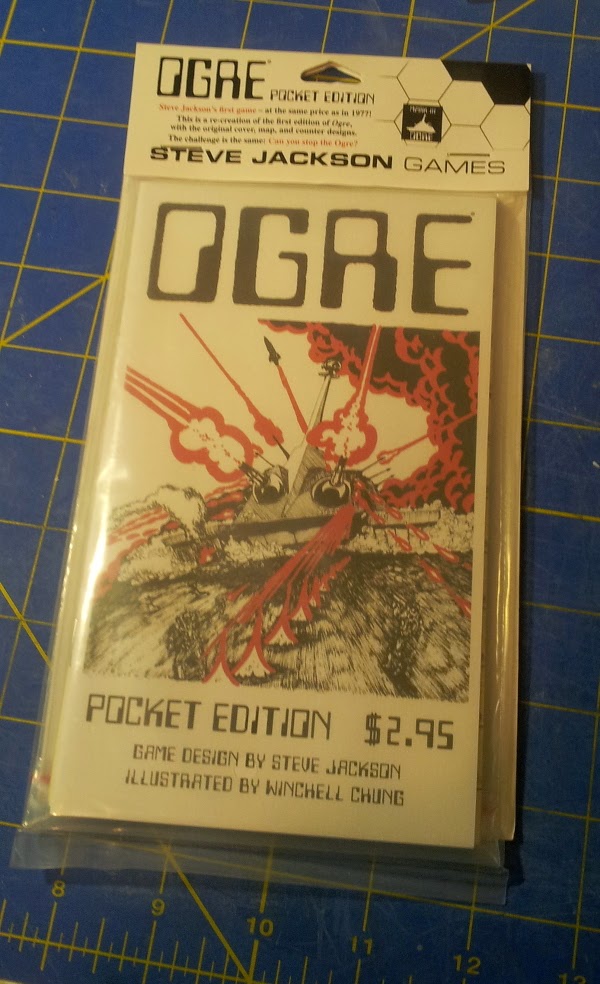 OGRE
POCKET EDITION
Steve Jackson's first game – at the same price as in 1977!
This is a re-creation of the first edition of Ogre,
with the original cover, map, and counter designs.
The challenge is the same: Can you stop the Ogre?
STEVE JACKSON GAMES
OGRE
POCKET EDITION $2.95
GAME DESIGN BY STEVE JACKSON
ILLUSTRATED BY WINCHELL CHUNG
8 9 10 11 12 13